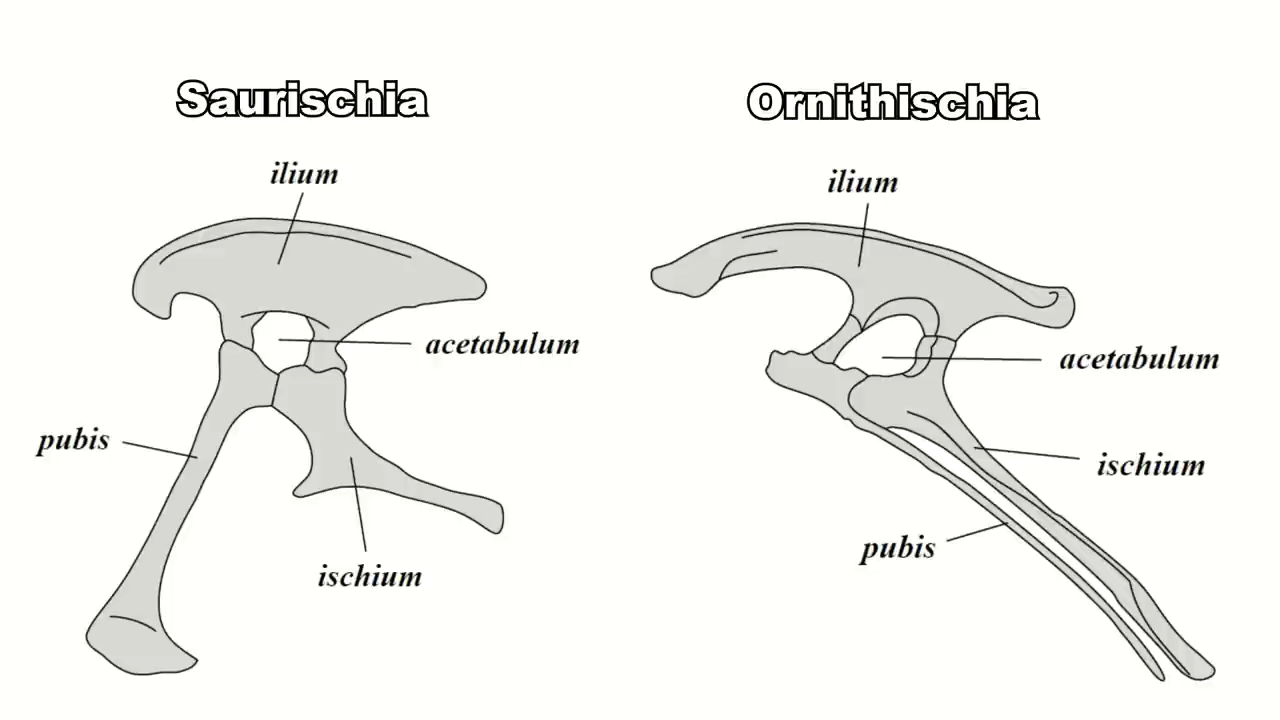 Saurischia
ilium
acetabulum
pubis
ischium
Ornithischia
ilium
acetabulum
ischium
pubis